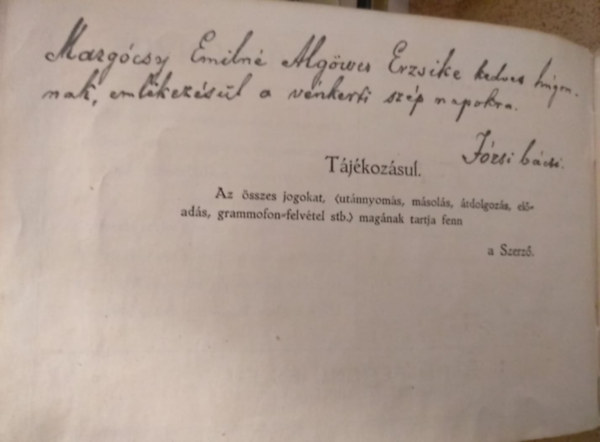 Margócsy Emilné Algöwer Erzsike kedves húgom-
nak, emlékezésül a vénkerti szép napokra.
Józsi bácsi.
Tájékozásul.
Az összes jogokat, (utánnyomás, másolás, átdolgozás, elő-
adás, grammofon-felvétel stb.) magának tartja fenn
a Szerző.